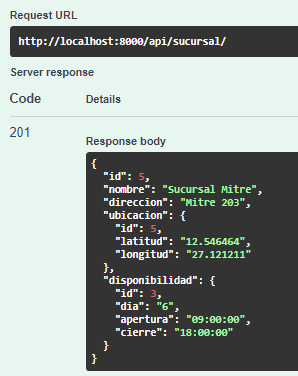 Request URL
http://localhost:8000/api/sucursal/
Server response
Code Details
201
Response body
{
  "id": 5,
  "nombre": "Sucursal Mitre",
  "direccion": "Mitre 203",
  "ubicacion": {
    "id": 5,
    "latitud": "12.546464",
    "longitud": "27.121211"
  },
  "disponibilidad": {
    "id": 3,
    "dia": "6",
    "apertura": "09:00:00",
    "cierre": "18:00:00"
  }
}